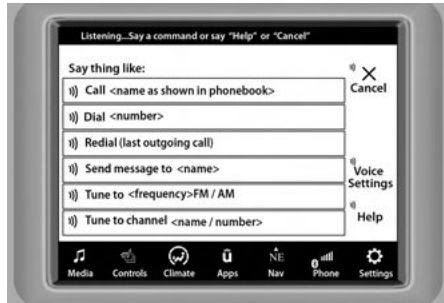 Listening...Say a command or say "Help" or "Cancel"
Say thing like:
Cancel
Call <name as shown in phonebook>
Dial <number>
Redial (last outgoing call)
Send message to <name>
Voice
Settings
Tune to <frequency>FM / AM
Help
Tune to channel <name / number>
û NE
Media Controls Climate Apps Nav Phone Settings